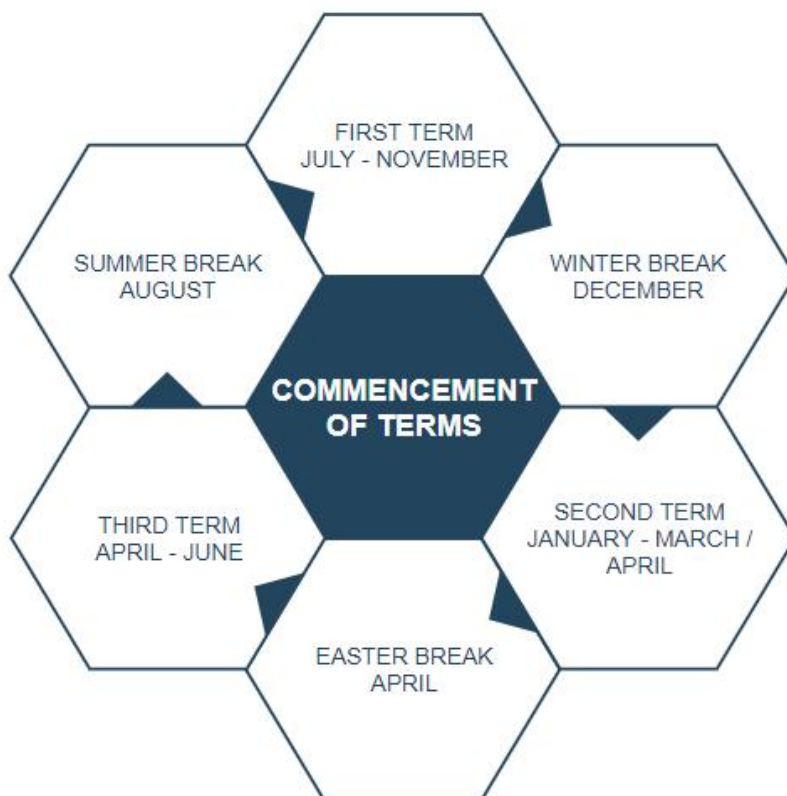 FIRST TERM
JULY - NOVEMBER
WINTER BREAK
DECEMBER
SECOND TERM
JANUARY - MARCH /
APRIL
EASTER BREAK
APRIL
THIRD TERM
APRIL - JUNE
SUMMER BREAK
AUGUST
COMMENCEMENT
OF TERMS